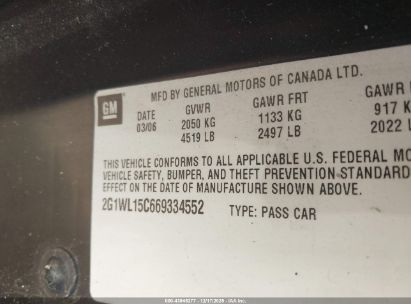 MFD BY GENERAL MOTORS OF CANADA LTD.
GM
DATE GVWR GAWR FRT GAWR
03/06 2050 KG 1133 KG 917 K
4519 LB 2497 LB 2022
THIS VEHICLE CONFORMS TO ALL APPLICABLE U.S. FEDERAL MO
VEHICLE SAFETY, BUMPER, AND THEFT PREVENTION STANDARD
EFFECT ON THE DATE OF MANUFACTURE SHOWN ABOVE.
2G1WL15C669334552 TYPE: PASS CAR